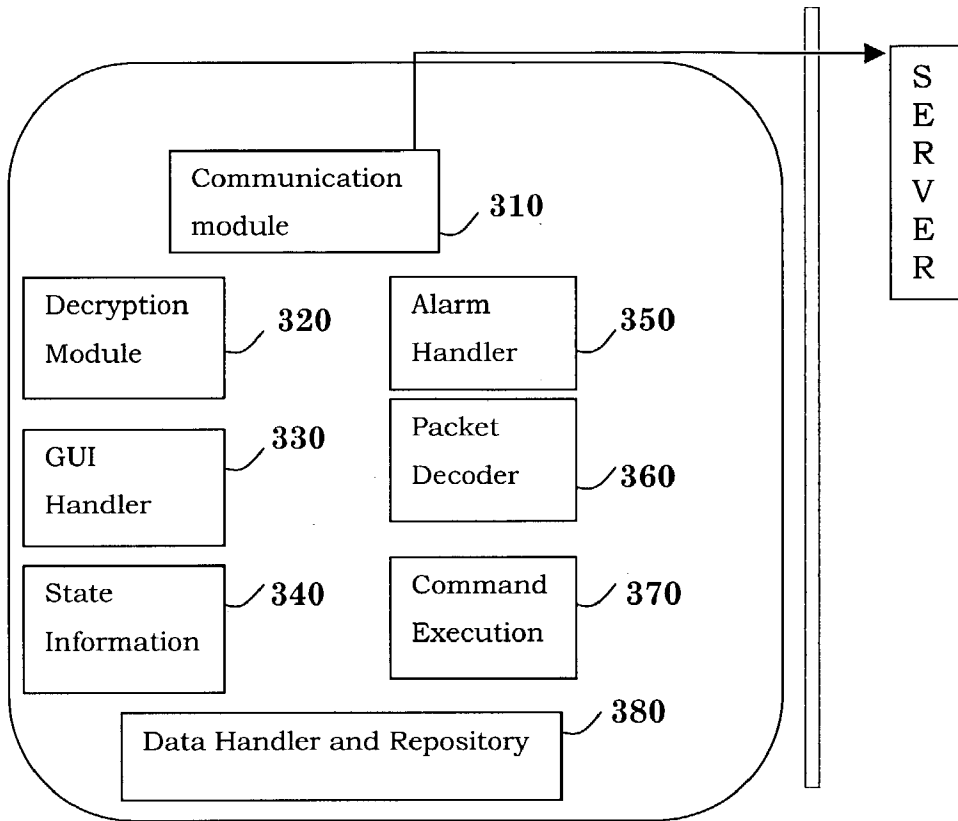 Communication
module
310
Decryption
Module
320
GUI
Handler
330
State
Information
340
Alarm
Handler
350
Packet
Decoder
360
Command
Execution
370
Data Handler and Repository
380
S
E
R
V
E
R